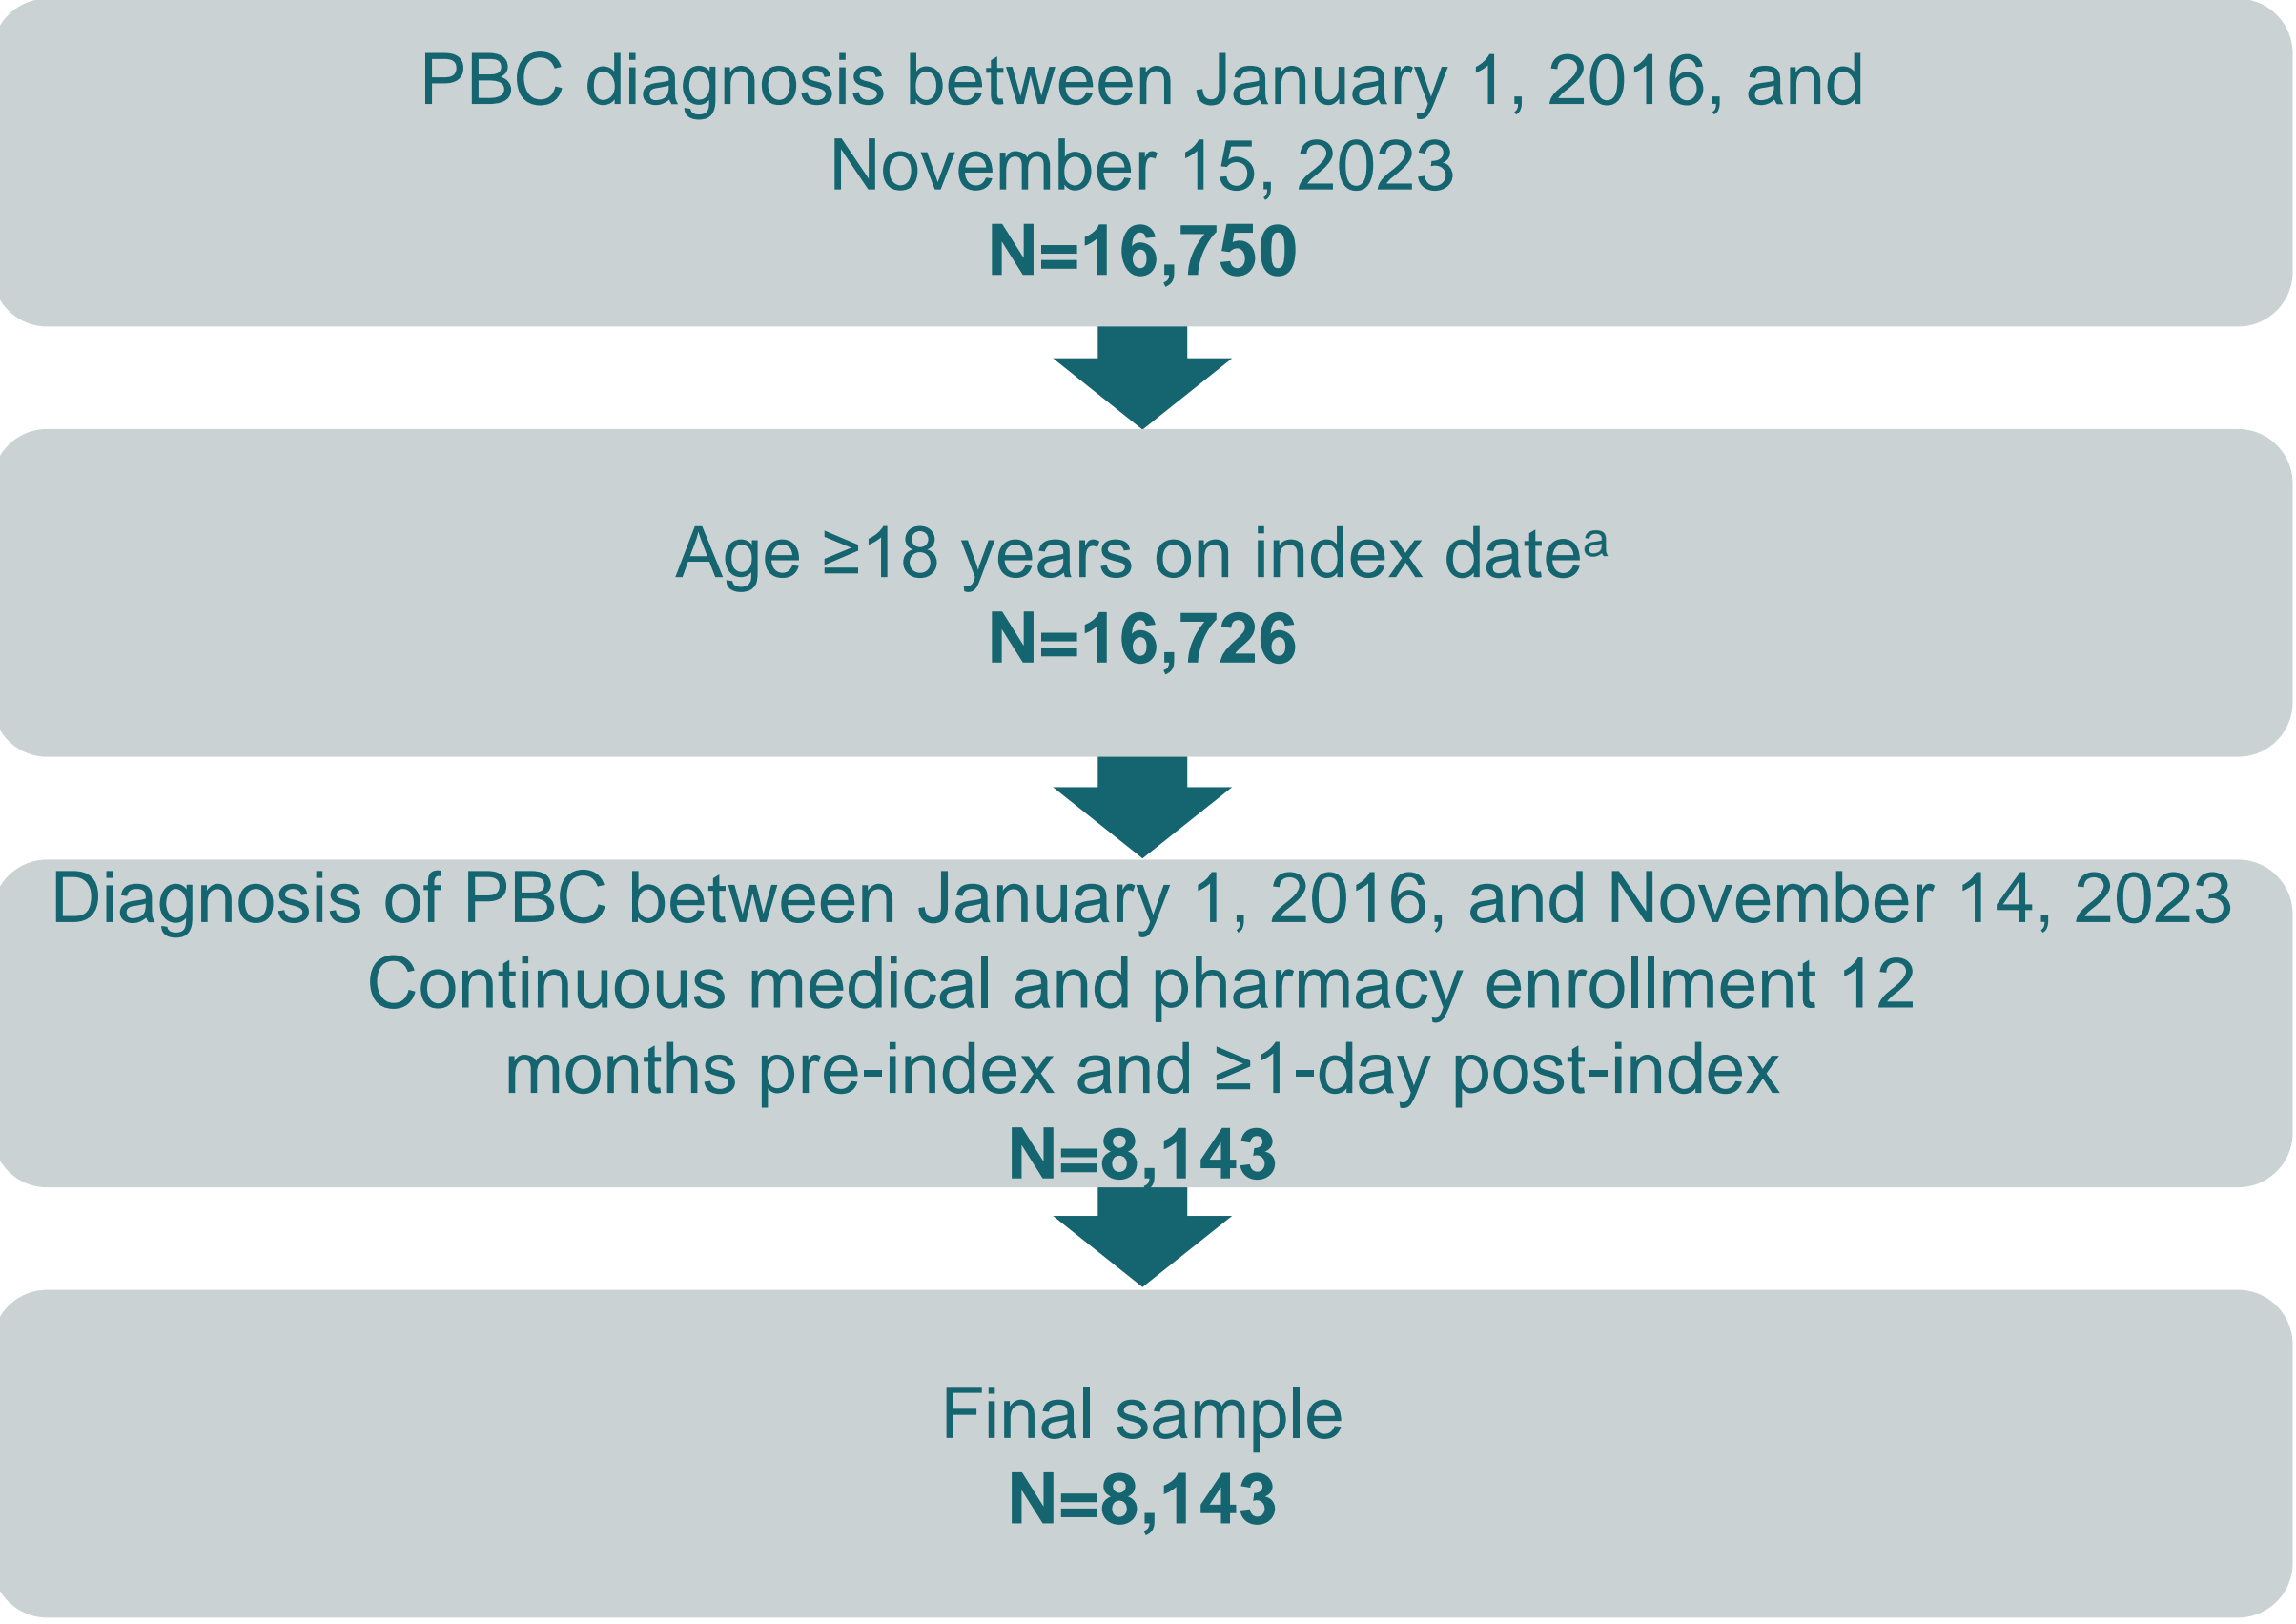 PBC diagnosis between January 1, 2016, and
November 15, 2023
N=16,750
Age ≥18 years on index dateᵃ
N=16,726
Diagnosis of PBC between January 1, 2016, and November 14, 2023
Continuous medical and pharmacy enrollment 12
months pre-index and ≥1-day post-index
N=8,143
Final sample
N=8,143